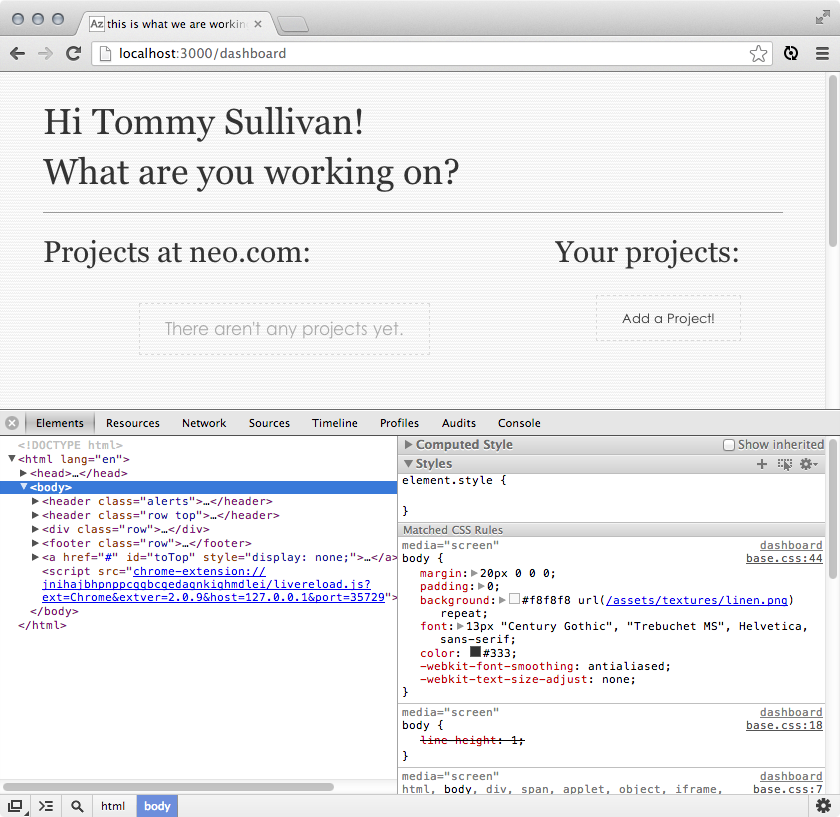 Az this is what we are workin
localhost:3000/dashboard
Hi Tommy Sullivan!
What are you working on?
Projects at neo.com:
Your projects:
There aren't any projects yet.
Add a Project!
Elements Resources Network Sources Timeline Profiles Audits Console
<!DOCTYPE html>
<html lang="en">
<head>…</head>
<body>
<header class="alerts">…</header>
<header class="row top">…</header>
<div class="row">…</div>
<footer class="row">…</footer>
<a href="#" id="toTop" style="display: none;">…</a>
<script src="chrome-extension://
jnihajbhpnppcggbcgedagnkighmdlei/livereload.js?
ext=Chrome&extver=2.0.9&host=127.0.0.1&port=35729">
</body>
</html>
Computed Style
Show inherited
Styles
element.style {
}
Matched CSS Rules
media="screen" dashboard
body { base.css:44
margin: 20px 0 0 0;
padding: 0;
background: #f8f8f8 url(/assets/textures/linen.png)
repeat;
font: 13px "Century Gothic", "Trebuchet MS", Helvetica,
sans-serif;
color: #333;
-webkit-font-smoothing: antialiased;
-webkit-text-size-adjust: none;
}
media="screen" dashboard
body { base.css:18
line-height: 1;
}
media="screen" dashboard
html, body, div, span, applet, object, iframe, base.css:7
html body